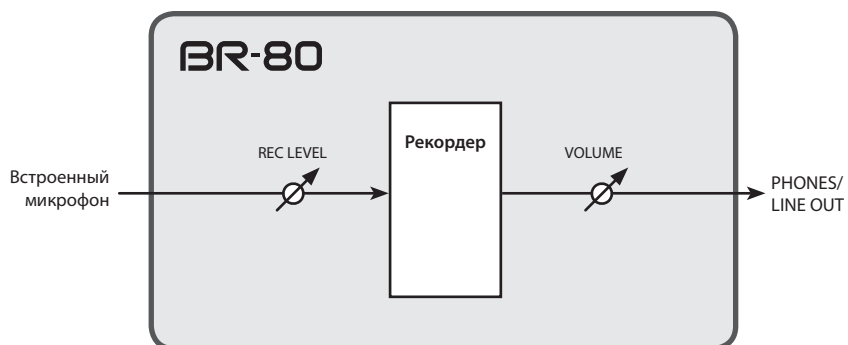 BR-80
Рекордер
REC LEVEL
VOLUME
Встроенный
микрофон
PHONES/
LINE OUT